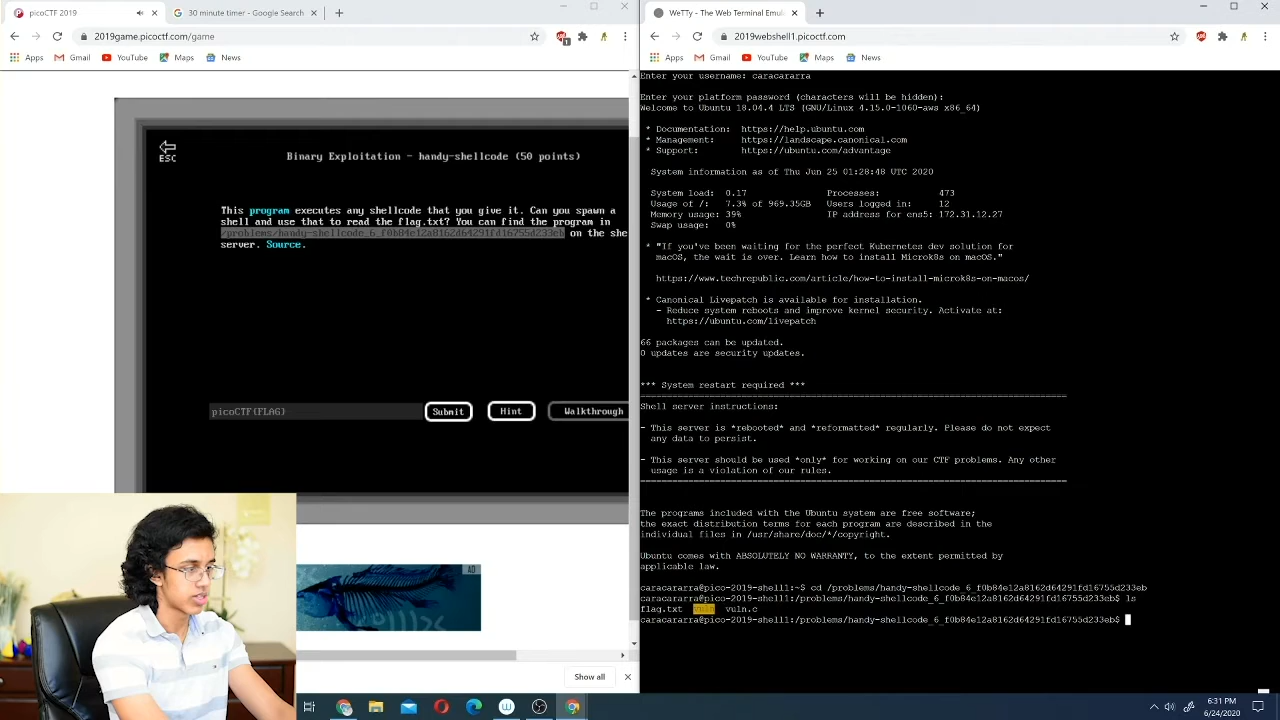 picoCTF 2019
30 minute timer - Google Search
2019game.picoctf.com/game
Apps Gmail YouTube Maps News
ESC
Binary Exploitation - handy-shellcode (50 points)
This program executes any shellcode that you give it. Can you spawn a
shell and use that to read the flag.txt? You can find the program in
/problems/handy-shellcode_6_f0b84e12a8162d64291fd16755d233eb on the she
server. Source.
picoCTF{FLAG}
Submit
Hint
Walkthrough
AD
Show all
WeTTy - The Web Terminal Emul
2019webshell1.picoctf.com
Apps Gmail YouTube Maps News
Enter your username: caracararra
Enter your platform password (characters will be hidden):
Welcome to Ubuntu 18.04.4 LTS (GNU/Linux 4.15.0-1060-aws x86_64)
* Documentation: https://help.ubuntu.com
* Management: https://landscape.canonical.com
* Support: https://ubuntu.com/advantage
System information as of Thu Jun 25 01:28:48 UTC 2020
System load: 0.17 Processes: 473
Usage of /: 7.3% of 969.35GB Users logged in: 12
Memory usage: 39% IP address for ens5: 172.31.12.27
Swap usage: 0%
* "If you've been waiting for the perfect Kubernetes dev solution for
macOS, the wait is over. Learn how to install Microk8s on macOS."
https://www.techrepublic.com/article/how-to-install-microk8s-on-macos/
* Canonical Livepatch is available for installation.
- Reduce system reboots and improve kernel security. Activate at:
https://ubuntu.com/livepatch
66 packages can be updated.
0 updates are security updates.
*** System restart required ***
Shell server instructions:
- This server is *rebooted* and *reformatted* regularly. Please do not expect
any data to persist.
- This server should be used *only* for working on our CTF problems. Any other
usage is a violation of our rules.
The programs included with the Ubuntu system are free software;
the exact distribution terms for each program are described in the
individual files in /usr/share/doc/*/copyright.
Ubuntu comes with ABSOLUTELY NO WARRANTY, to the extent permitted by
applicable law.
caracararra@pico-2019-shell1:~$ cd /problems/handy-shellcode_6_f0b84e12a8162d64291fd16755d233eb
caracararra@pico-2019-shell1:/problems/handy-shellcode_6_f0b84e12a8162d64291fd16755d233eb$ ls
flag.txt vuln vuln.c
caracararra@pico-2019-shell1:/problems/handy-shellcode_6_f0b84e12a8162d64291fd16755d233eb$
6:31 PM
6/24/2020